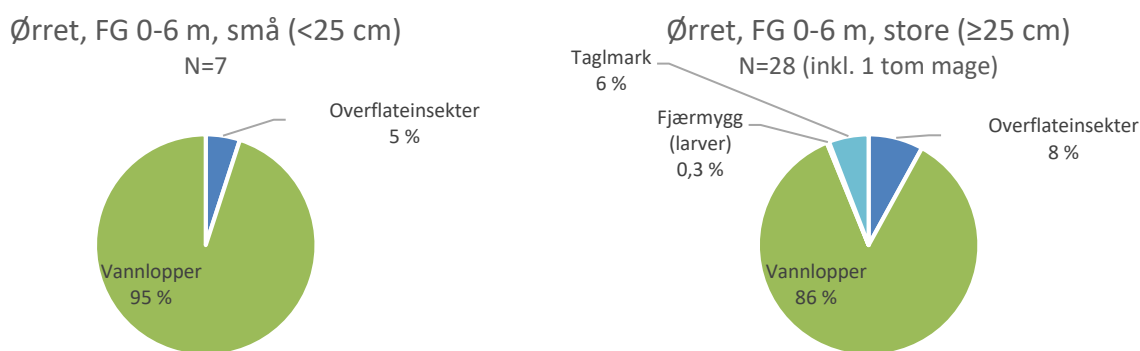 Ørret, FG 0-6 m, små (<25 cm)
N=7
Overflateinsekter
5 %
Vannlopper
95 %
Ørret, FG 0-6 m, store (≥25 cm)
N=28 (inkl. 1 tom mage)
Taglmark
6 %
Fjærmygg
(larver)
0,3 %
Overflateinsekter
8 %
Vannlopper
86 %